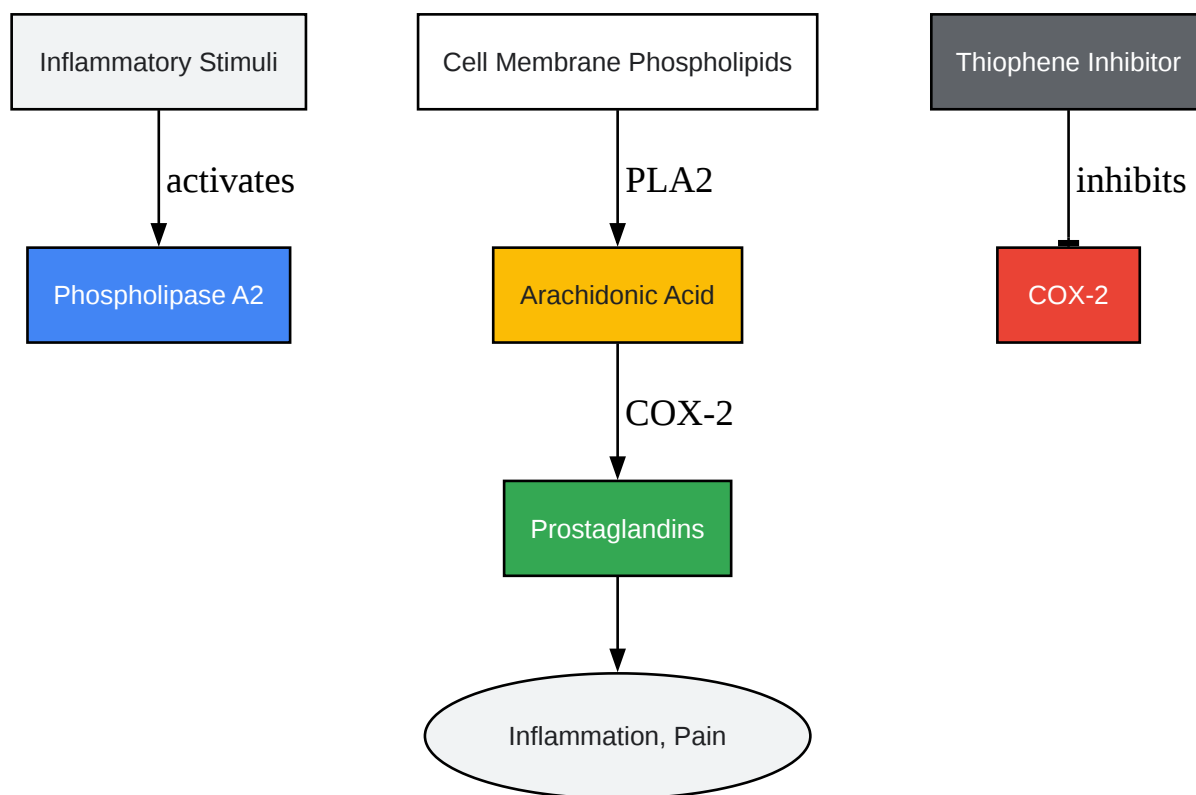 Inflammatory Stimuli
Cell Membrane Phospholipids
Thiophene Inhibitor
activates
PLA2
inhibits
Phospholipase A2
Arachidonic Acid
COX-2
COX-2
Prostaglandins
Inflammation, Pain